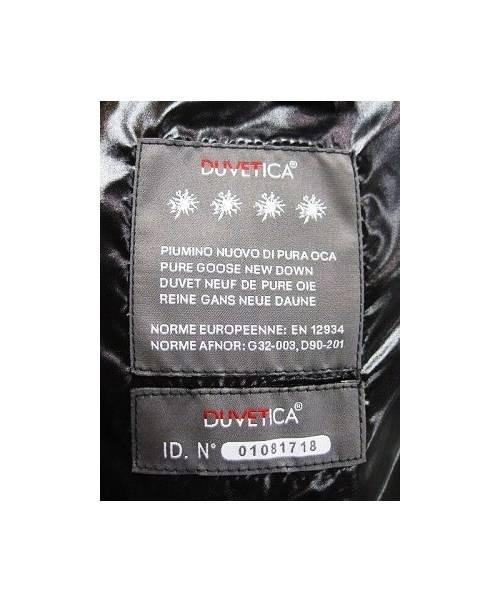 DUVETICA®
PIUMINO NUOVO DI PURA OCA
PURE GOOSE NEW DOWN
DUVET NEUF DE PURE OIE
REINE GANS NEUE DAUNE
NORME EUROPEENNE: EN 12934
NORME AFNOR: G32-003, D90-201
DUVETICA®
ID. N° 01081718